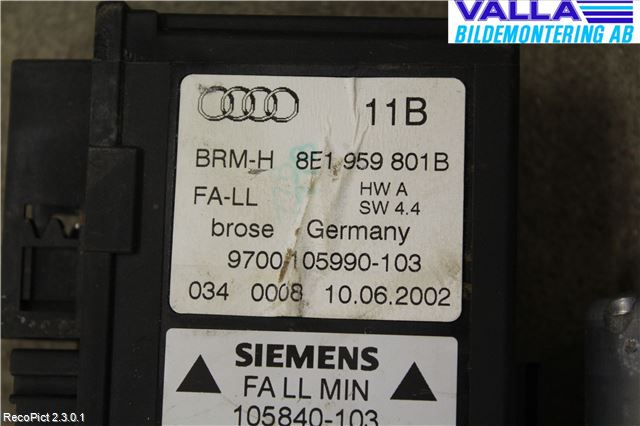 VALLA
BILDEMONTERING AB
11B
BRM-H 8E1 959 801B
FA-LL HW A
SW 4.4
brose Germany
9700 105990-103
034 0008 10.06.2002
SIEMENS
FA LL MIN
105840-103
RecoPict 2.3.0.1